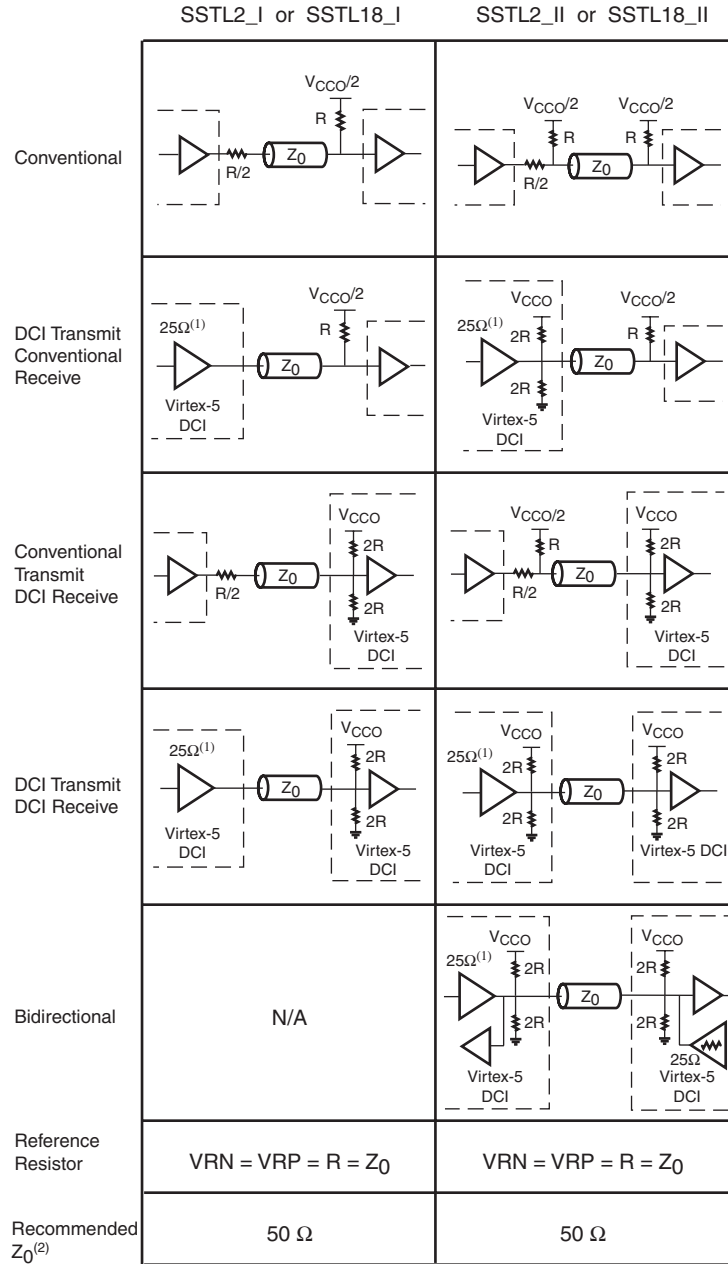 SSTL2_I or SSTL18_I
SSTL2_II or SSTL18_II
Conventional
R/2
Z0
R
VCCO/2
R/2
VCCO/2
R
Z0
VCCO/2
R
DCI Transmit
Conventional
Receive
25Ω(1)
Virtex-5
DCI
Z0
VCCO/2
R
25Ω(1)
VCCO
2R
2R
Virtex-5
DCI
Z0
VCCO/2
R
Conventional
Transmit
DCI Receive
R/2
Z0
VCCO
2R
2R
Virtex-5
DCI
R/2
VCCO/2
R
Z0
VCCO
2R
2R
Virtex-5
DCI
DCI Transmit
DCI Receive
25Ω(1)
Virtex-5
DCI
Z0
VCCO
2R
2R
Virtex-5
DCI
25Ω(1)
VCCO
2R
2R
Virtex-5
DCI
Z0
VCCO
2R
2R
Virtex-5 DCI
Bidirectional
N/A
25Ω(1)
VCCO
2R
2R
Virtex-5
DCI
Z0
VCCO
2R
2R
25Ω
Virtex-5
DCI
Reference
Resistor
VRN = VRP = R = Z0
VRN = VRP = R = Z0
Recommended
Z0(2)
50 Ω
50 Ω